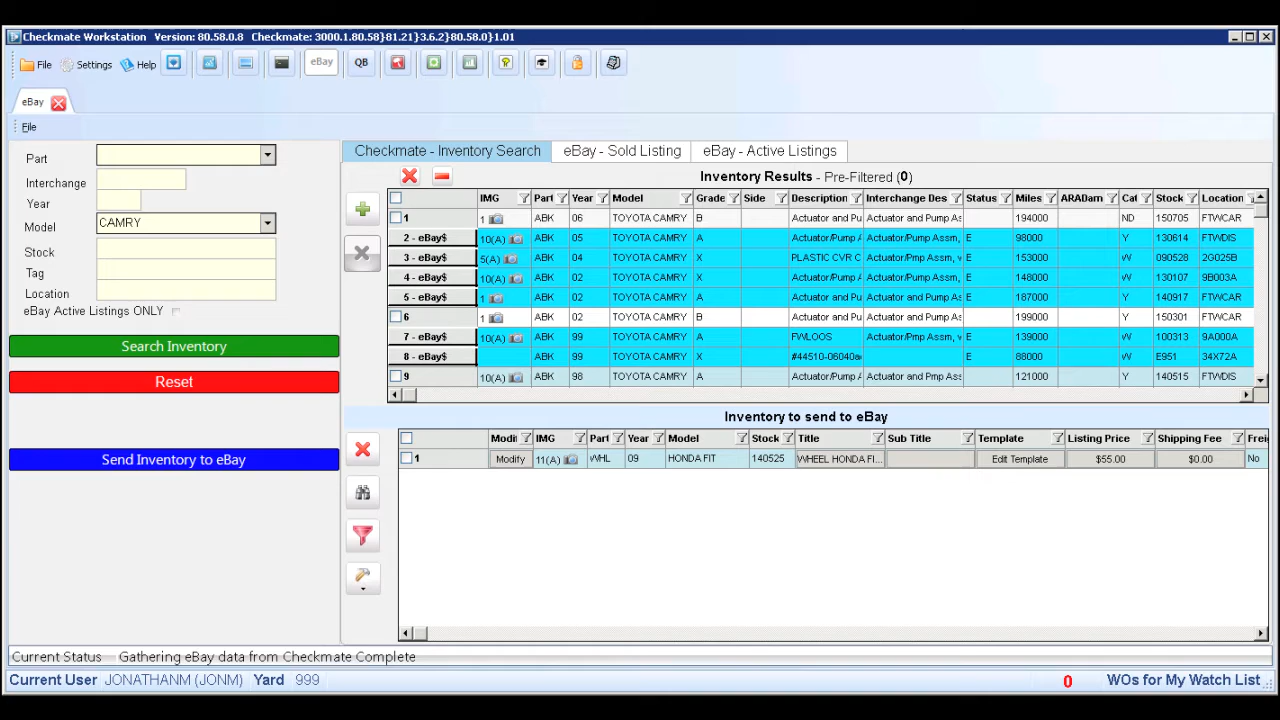 Checkmate Workstation Version: 80.58.0.8 Checkmate: 3000.1.80.58}81.21}3.6.2}80.58.0}1.01
File Settings Help eBay QB
eBay
File
Part
Interchange
Year
Model CAMRY
Stock
Tag
Location
eBay Active Listings ONLY
Search Inventory
Reset
Send Inventory to eBay
Checkmate - Inventory Search eBay - Sold Listing eBay - Active Listings
Inventory Results - Pre-Filtered (0)
IMG Part Year Model Grade Side Description Interchange Des Status Miles ARADam Cat Stock Location
1 1 ABK 06 TOYOTA CAMRY B Actuator and Pu Actuator and Pump As 194000 ND 150705 FTWCAR
2 - eBay$ 10(A) ABK 05 TOYOTA CAMRY A Actuator/Pump A Actuator/Pump Assm, E 98000 Y 130614 FTWDIS
3 - eBay$ 5(A) ABK 04 TOYOTA CAMRY X PLASTIC CVR C Actuator/Pump Assm, v E 153000 W 090528 2G025B
4 - eBay$ 10(A) ABK 02 TOYOTA CAMRY A Actuator/Pump A Actuator/Pmp Assem, v E 148000 W 130107 9B003A
5 - eBay$ 1 ABK 02 TOYOTA CAMRY A Actuator and Pu Actuator and Pump As E 187000 Y 140917 FTWCAR
6 1 ABK 02 TOYOTA CAMRY B Actuator and Pu Actuator and Pump As 199000 Y 150301 FTWCAR
7 - eBay$ 10(A) ABK 99 TOYOTA CAMRY A FWLOOS Actuator/Pmp Assem, v E 139000 W 100313 9A000A
8 - eBay$ ABK 99 TOYOTA CAMRY X #44510-06040a E 88000 W E951 34X72A
9 10(A) ABK 98 TOYOTA CAMRY A Actuator/Pump A Actuator and Pmp Ass 121000 Y 140515 FTWDIS
Inventory to send to eBay
Modi IMG Part Year Model Stock Title Sub Title Template Listing Price Shipping Fee Frei
1 Modify 11(A) WHL 09 HONDA FIT 140525 WHEEL HONDA FI... Edit Template $55.00 $0.00 No
Current Status Gathering eBay data from Checkmate Complete
Current User JONATHANM (JONM) Yard 999 0 WOs for My Watch List